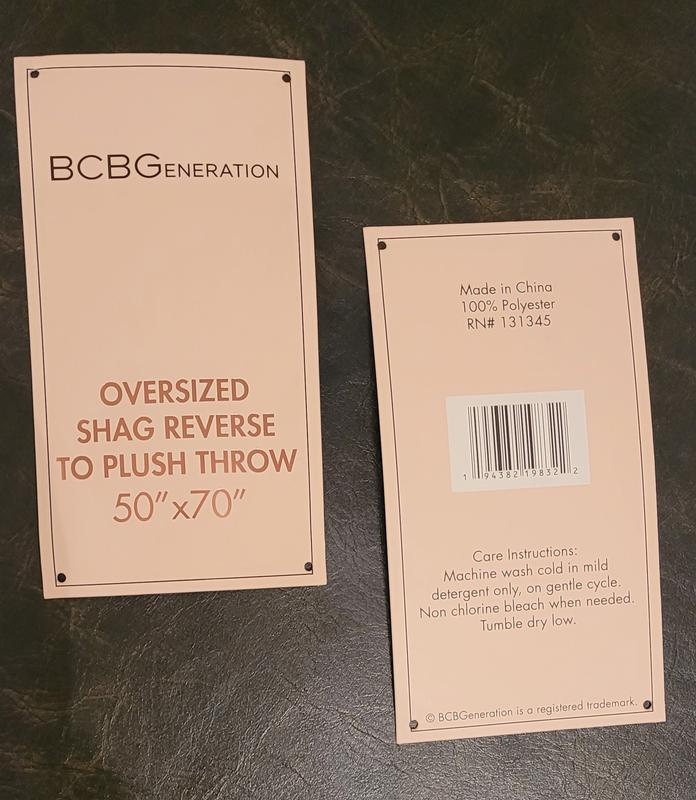 BCBGENERATION
OVERSIZED
SHAG REVERSE
TO PLUSH THROW
50”x70”
Made in China
100% Polyester
RN# 131345
1 94382 19832 2
Care Instructions:
Machine wash cold in mild
detergent only, on gentle cycle.
Non chlorine bleach when needed.
Tumble dry low.
© BCBGeneration is a registered trademark.